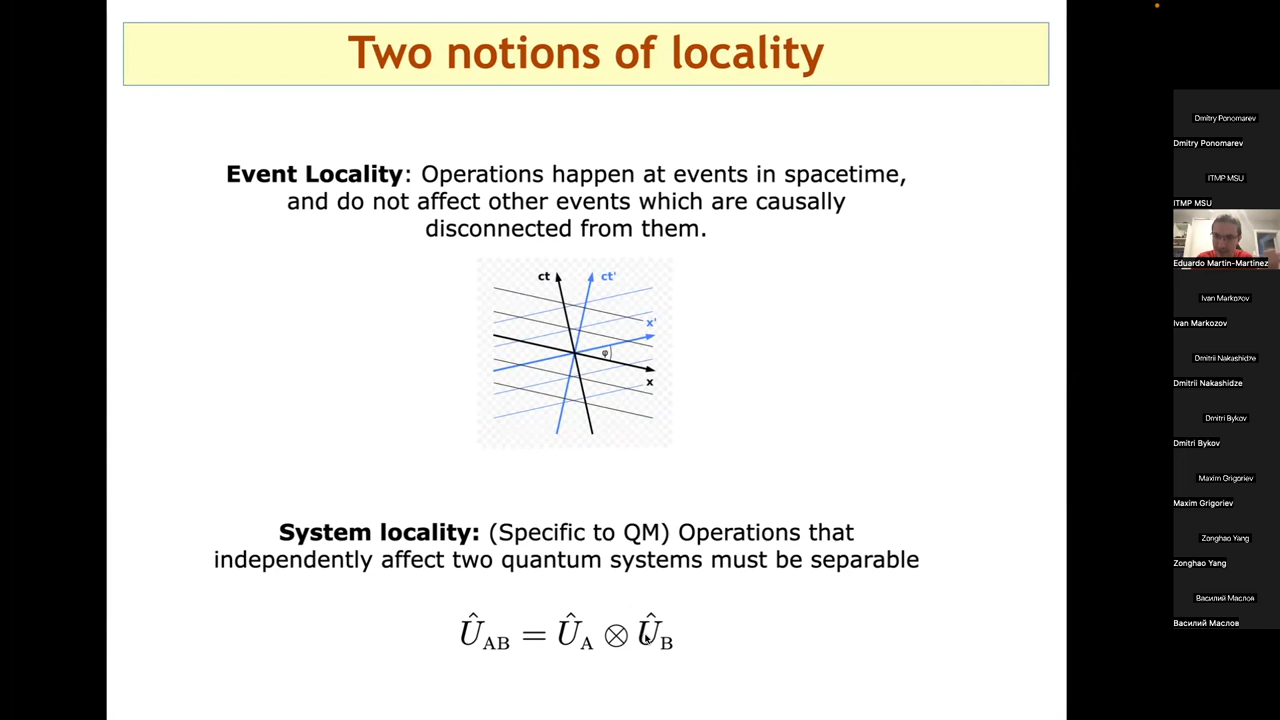 Two notions of locality
Event Locality: Operations happen at events in spacetime,
and do not affect other events which are causally
disconnected from them.
ct
ct'
x'
φ
x
System locality: (Specific to QM) Operations that
independently affect two quantum systems must be separable
Û_AB = Û_A ⊗ Û_B
Dmitry Ponomarev
Dmitry Ponomarev
ITMP MSU
ITMP MSU
Eduardo Martin-Martinez
Ivan Markozov
Ivan Markozov
Dmitrii Nakashidze
Dmitrii Nakashidze
Dmitri Bykov
Dmitri Bykov
Maxim Grigoriev
Maxim Grigoriev
Zonghao Yang
Zonghao Yang
Василий Маслов
Василий Маслов